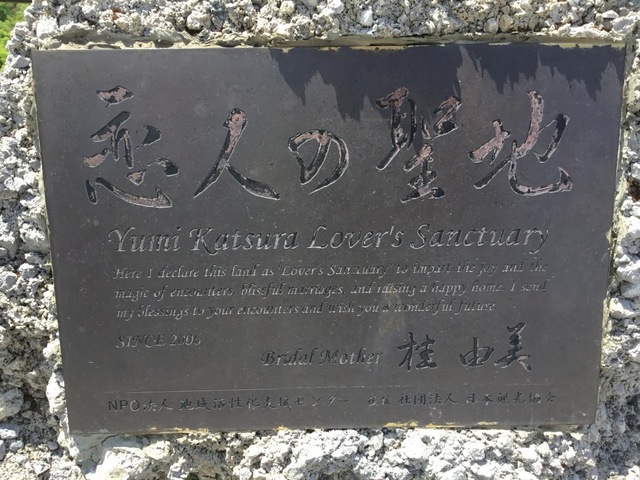 恋人の聖地
Yumi Katsura Lover's Sanctuary
Here I declare this land as 'Lover's Sanctuary' to impart the joy and the
magic of encounters, blissful marriages, and raising a happy home. I send
my blessings to your encounters and wish you a wonderful future.
SINCE 2006
Bridal Mother 桂 由美
NPO法人 地域活性化支援センター 社団法人 日本観光協会